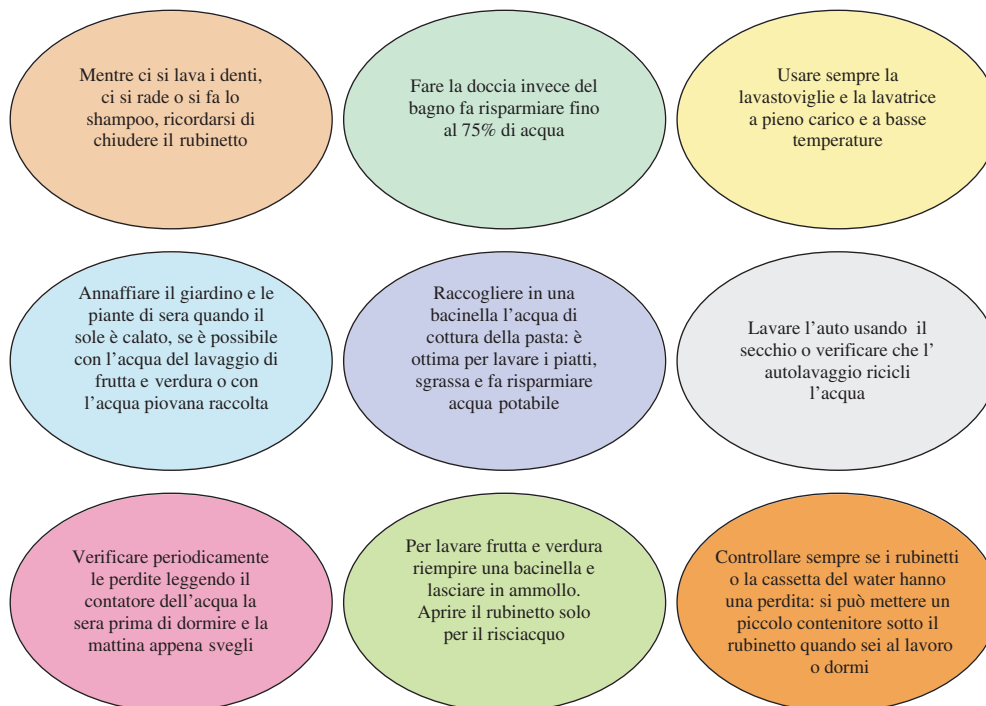 Mentre ci si lava i denti,
ci si rade o si fa lo
shampoo, ricordarsi di
chiudere il rubinetto
Fare la doccia invece del
bagno fa risparmiare fino
al 75% di acqua
Usare sempre la
lavastoviglie e la lavatrice
a pieno carico e a basse
temperature
Annaffiare il giardino e le
piante di sera quando il
sole è calato, se è possibile
con l’acqua del lavaggio di
frutta e verdura o con
l’acqua piovana raccolta
Raccogliere in una
bacinella l’acqua di
cottura della pasta: è
ottima per lavare i piatti,
sgrassa e fa risparmiare
acqua potabile
Lavare l’auto usando il
secchio o verificare che l’
autolavaggio ricicli
l’acqua
Verificare periodicamente
le perdite leggendo il
contatore dell’acqua la
sera prima di dormire e la
mattina appena svegli
Per lavare frutta e verdura
riempire una bacinella e
lasciare in ammollo.
Aprire il rubinetto solo
per il risciacquo
Controllare sempre se i rubinetti
o la cassetta del water hanno
una perdita: si può mettere un
piccolo contenitore sotto il
rubinetto quando sei al lavoro
o dormi